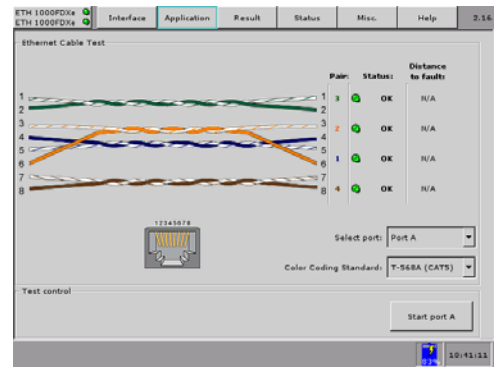 ETH 1000FDXe
ETH 1000FDXe
Interface Application Result Status Misc. Help 2.16
Ethernet Cable Test
Pair: Status: Distance to fault:
1 1 3 OK N/A
2 2
3 3 2 OK N/A
4 4
5 5 1 OK N/A
6 6
7 7 4 OK N/A
8 8
12345678
Select port: Port A
Color Coding Standard: T-568A (CAT5)
Test control
Start port A
83% 10:41:11